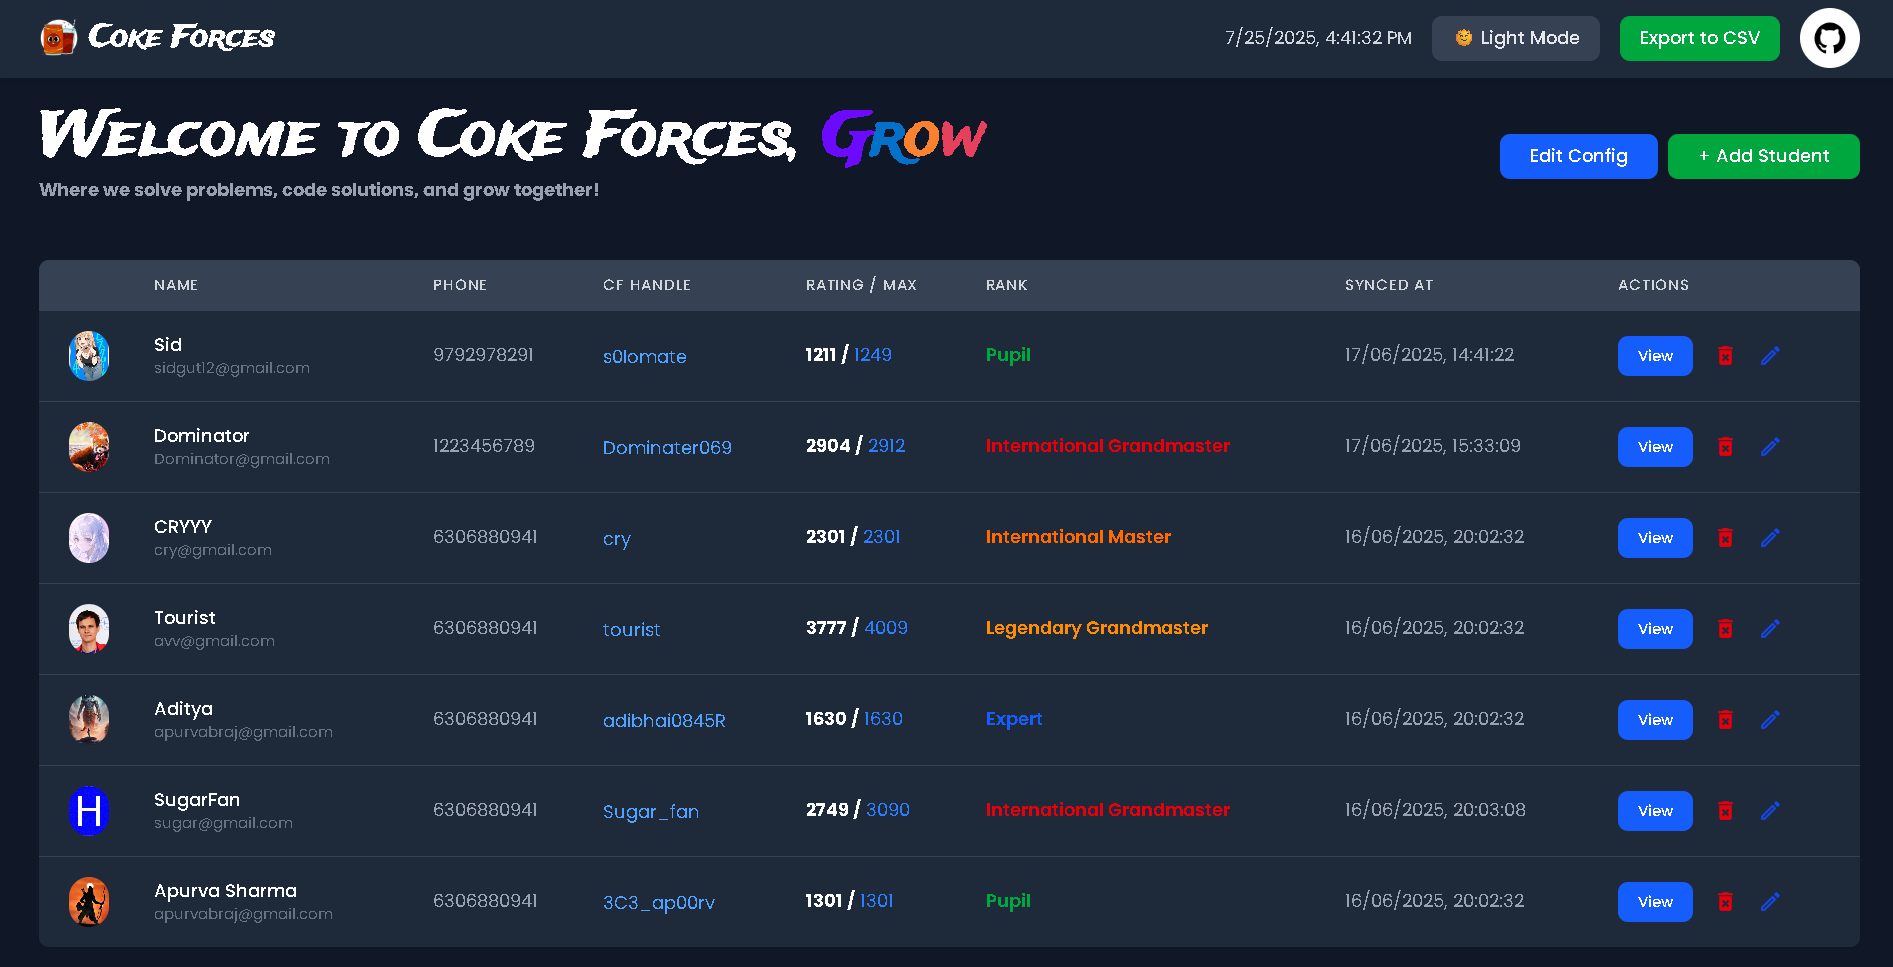 Coke Forces
7/25/2025, 4:41:32 PM
Light Mode
Export to CSV
Welcome to Coke Forces, Grow
Where we solve problems, code solutions, and grow together!
Edit Config
+ Add Student
NAME PHONE CF HANDLE RATING / MAX RANK SYNCED AT ACTIONS
Sid 9792978291 s0lomate 1211 / 1249 Pupil 17/06/2025, 14:41:22 View
sidgut12@gmail.com
Dominator 1223456789 Dominater069 2904 / 2912 International Grandmaster 17/06/2025, 15:33:09 View
Dominator@gmail.com
CRYYY 6306880941 cry 2301 / 2301 International Master 16/06/2025, 20:02:32 View
cry@gmail.com
Tourist 6306880941 tourist 3777 / 4009 Legendary Grandmaster 16/06/2025, 20:02:32 View
avv@gmail.com
Aditya 6306880941 adibhai0845R 1630 / 1630 Expert 16/06/2025, 20:02:32 View
apurvabraj@gmail.com
H
SugarFan 6306880941 Sugar_fan 2749 / 3090 International Grandmaster 16/06/2025, 20:03:08 View
sugar@gmail.com
Apurva Sharma 6306880941 3C3_ap00rv 1301 / 1301 Pupil 16/06/2025, 20:02:32 View
apurvabraj@gmail.com